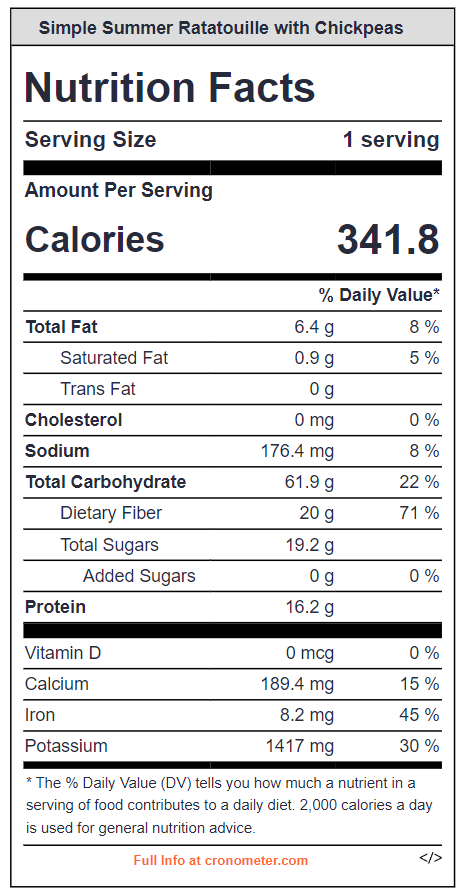 Simple Summer Ratatouille with Chickpeas
Nutrition Facts
Serving Size 1 serving
Amount Per Serving
Calories 341.8
% Daily Value*
Total Fat 6.4 g 8 %
Saturated Fat 0.9 g 5 %
Trans Fat 0 g
Cholesterol 0 mg 0 %
Sodium 176.4 mg 8 %
Total Carbohydrate 61.9 g 22 %
Dietary Fiber 20 g 71 %
Total Sugars 19.2 g
Added Sugars 0 g 0 %
Protein 16.2 g
Vitamin D 0 mcg 0 %
Calcium 189.4 mg 15 %
Iron 8.2 mg 45 %
Potassium 1417 mg 30 %
* The % Daily Value (DV) tells you how much a nutrient in a
serving of food contributes to a daily diet. 2,000 calories a day
is used for general nutrition advice.
Full Info at cronometer.com </>